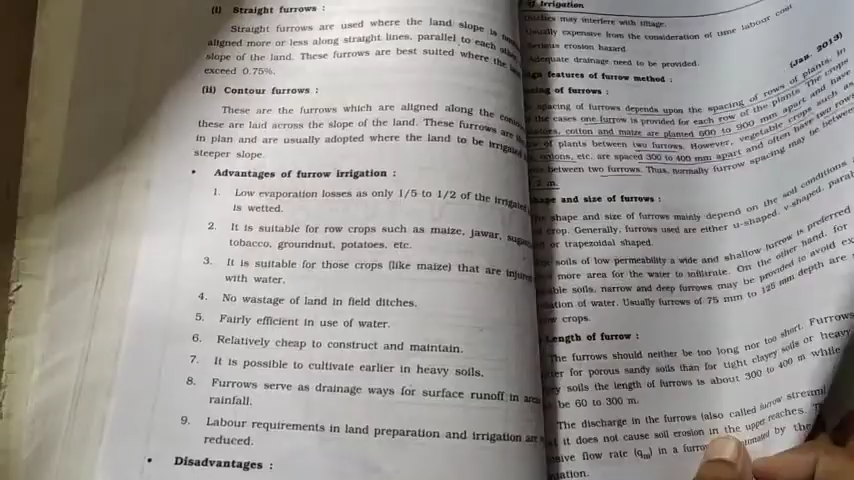 (i) Straight furrows :
Straight furrows are used where the land slope is
aligned more or less along straight lines, parallel to each
slope of the land. These furrows are best suited where the
exceed 0.75%.
(ii) Contour furrows :
These are the furrows which are aligned along the
these are laid across the slope of the land. These furrows are
in plan and are usually adopted where the land to be irrigated
steeper slope.
• Advantages of furrow irrigation :
1. Low evaporation losses as only 1/5 to 1/2 of the irrigated
is wetted.
2. It is suitable for row crops such as maize, jawar,
tobacco, groundnut, potatoes, etc.
3. It is suitable for those crops (like maize) that are injured
with water.
4. No wastage of land in field ditches.
5. Fairly efficient in use of water.
6. Relatively cheap to construct and maintain.
7. It is possible to cultivate earlier in heavy soils.
8. Furrows serve as drainage ways for surface runoff in
rainfall.
9. Labour requirements in land preparation and irrigation are
reduced.
• Disadvantages :
of Irrigation
may interfere with tillage.
Usually expensive from the consideration of time labour cost
erosion hazard.
Adequate drainage need to be provided.
features of furrow method :
(Jan. 2013)
of furrows :
spacing of furrows depends upon the spacing of rows of plants. In
the cases one furrow is provided for each row of the plants. The crops
cotton and maize are planted 600 to 900 mm apart and have
of plants between two furrows. However, vegetable crops such as
onions, etc. are spaced 300 to 400 mm apart and often have two rows
between two furrows. Thus, normally furrow spacing may be between
2 m.
Shape and size of furrows :
The shape and size of furrows mainly depend on the soil conditions
crop. Generally, furrows used are either u-shaped, v-shaped,
or trapezoidal shaped.
soils of low permeability a wide and shallow furrow is preferred
more area for the water to infiltrate. On the other hand, for
soils, narrow and deep furrows may be provided to avoid
of water. Usually furrows of 75 mm to 125 mm depth are
crops.
Length of furrow :
The furrows should neither be too long nor too short. Furrows
for porous sandy soils than for tight clayey soils or heavy
soils the length of furrows is about 300 to 400 m while
be 60 to 300 m.
The discharge in the furrows (also called furrow stream)
it does not cause soil erosion in the upper reaches.
flow rate (qm) in a furrow by the